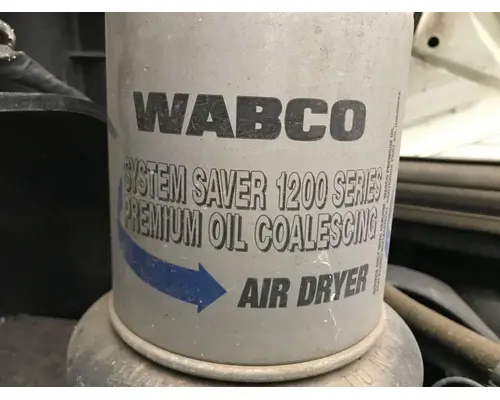 WABCO
SYSTEM SAVER 1200 SERIES
PREMIUM OIL COALESCING
AIR DRYER